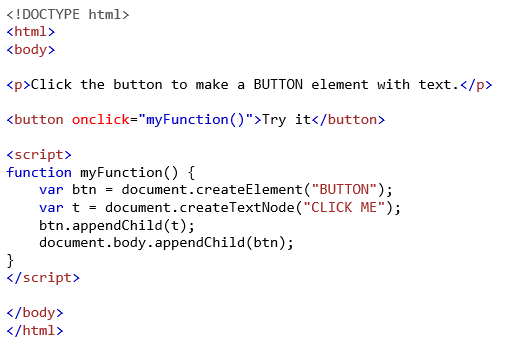 <!DOCTYPE html>
<html>
<body>
<p>Click the button to make a BUTTON element with text.</p>
<button onclick="myFunction()">Try it</button>
<script>
function myFunction() {
    var btn = document.createElement("BUTTON");
    var t = document.createTextNode("CLICK ME");
    btn.appendChild(t);
    document.body.appendChild(btn);
}
</script>
</body>
</html>